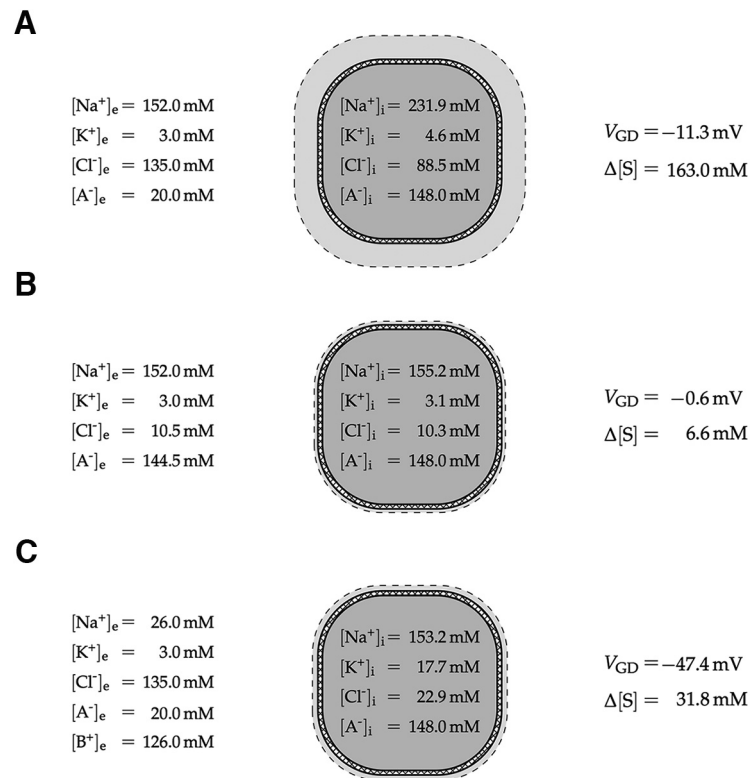 A
[Na⁺]e = 152.0 mM
[K⁺]e = 3.0 mM
[Cl⁻]e = 135.0 mM
[A⁻]e = 20.0 mM
[Na⁺]i = 231.9 mM
[K⁺]i = 4.6 mM
[Cl⁻]i = 88.5 mM
[A⁻]i = 148.0 mM
VGD = −11.3 mV
Δ[S] = 163.0 mM
B
[Na⁺]e = 152.0 mM
[K⁺]e = 3.0 mM
[Cl⁻]e = 10.5 mM
[A⁻]e = 144.5 mM
[Na⁺]i = 155.2 mM
[K⁺]i = 3.1 mM
[Cl⁻]i = 10.3 mM
[A⁻]i = 148.0 mM
VGD = −0.6 mV
Δ[S] = 6.6 mM
C
[Na⁺]e = 26.0 mM
[K⁺]e = 3.0 mM
[Cl⁻]e = 135.0 mM
[A⁻]e = 20.0 mM
[B⁺]e = 126.0 mM
[Na⁺]i = 153.2 mM
[K⁺]i = 17.7 mM
[Cl⁻]i = 22.9 mM
[A⁻]i = 148.0 mM
VGD = −47.4 mV
Δ[S] = 31.8 mM